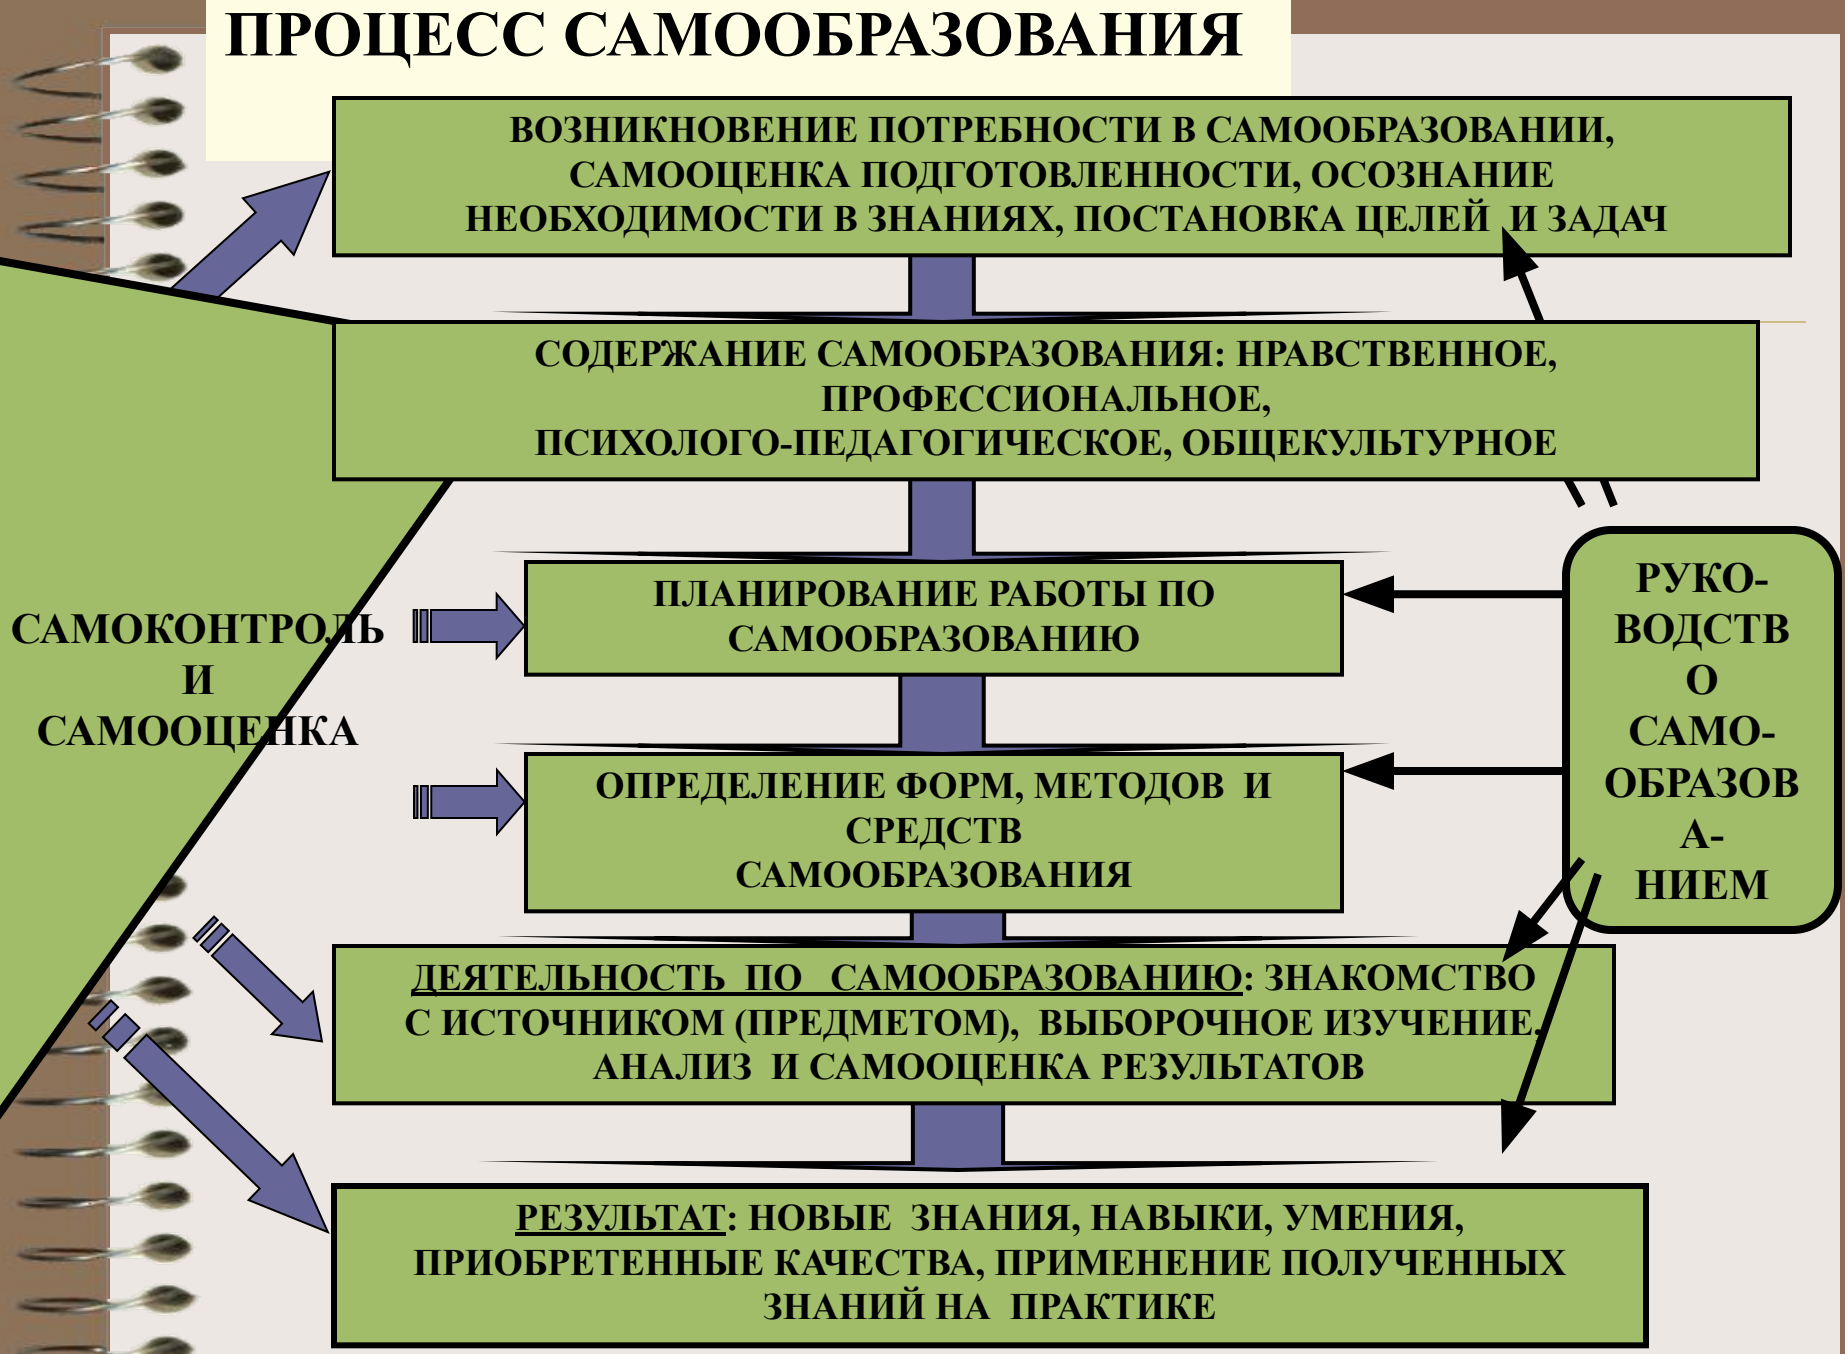 ПРОЦЕСС САМООБРАЗОВАНИЯ
ВОЗНИКНОВЕНИЕ ПОТРЕБНОСТИ В САМООБРАЗОВАНИИ,
САМООЦЕНКА ПОДГОТОВЛЕННОСТИ, ОСОЗНАНИЕ
НЕОБХОДИМОСТИ В ЗНАНИЯХ, ПОСТАНОВКА ЦЕЛЕЙ И ЗАДАЧ
СОДЕРЖАНИЕ САМООБРАЗОВАНИЯ: НРАВСТВЕННОЕ,
ПРОФЕССИОНАЛЬНОЕ,
ПСИХОЛОГО-ПЕДАГОГИЧЕСКОЕ, ОБЩЕКУЛЬТУРНОЕ
САМОКОНТРОЛЬ
И
САМООЦЕНКА
ПЛАНИРОВАНИЕ РАБОТЫ ПО
САМООБРАЗОВАНИЮ
ОПРЕДЕЛЕНИЕ ФОРМ, МЕТОДОВ И
СРЕДСТВ
САМООБРАЗОВАНИЯ
РУКО-
ВОДСТВ
О
САМО-
ОБРАЗОВ
А-
НИЕМ
ДЕЯТЕЛЬНОСТЬ ПО САМООБРАЗОВАНИЮ: ЗНАКОМСТВО
С ИСТОЧНИКОМ (ПРЕДМЕТОМ), ВЫБОРОЧНОЕ ИЗУЧЕНИЕ,
АНАЛИЗ И САМООЦЕНКА РЕЗУЛЬТАТОВ
РЕЗУЛЬТАТ: НОВЫЕ ЗНАНИЯ, НАВЫКИ, УМЕНИЯ,
ПРИОБРЕТЕННЫЕ КАЧЕСТВА, ПРИМЕНЕНИЕ ПОЛУЧЕННЫХ
ЗНАНИЙ НА ПРАКТИКЕ